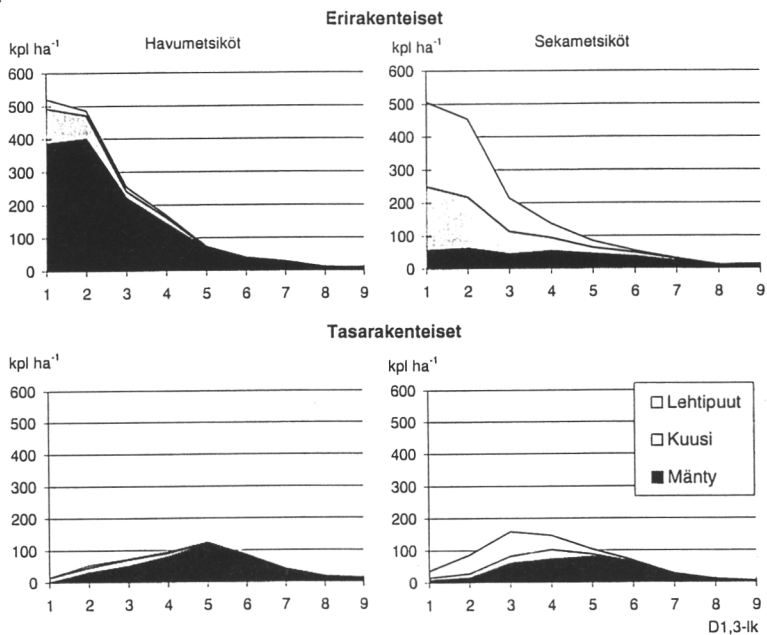 Erirakenteiset
kpl ha⁻¹ Havumetsiköt
600
500
400
300
200
100
0
1 2 3 4 5 6 7 8 9
kpl ha⁻¹ Sekametsiköt
600
500
400
300
200
100
0
1 2 3 4 5 6 7 8 9
Tasarakenteiset
kpl ha⁻¹
600
500
400
300
200
100
0
1 2 3 4 5 6 7 8 9
kpl ha⁻¹
600
500
400
300
200
100
0
1 2 3 4 5 6 7 8 9
D1,3-lk
Lehtipuut
Kuusi
Mänty